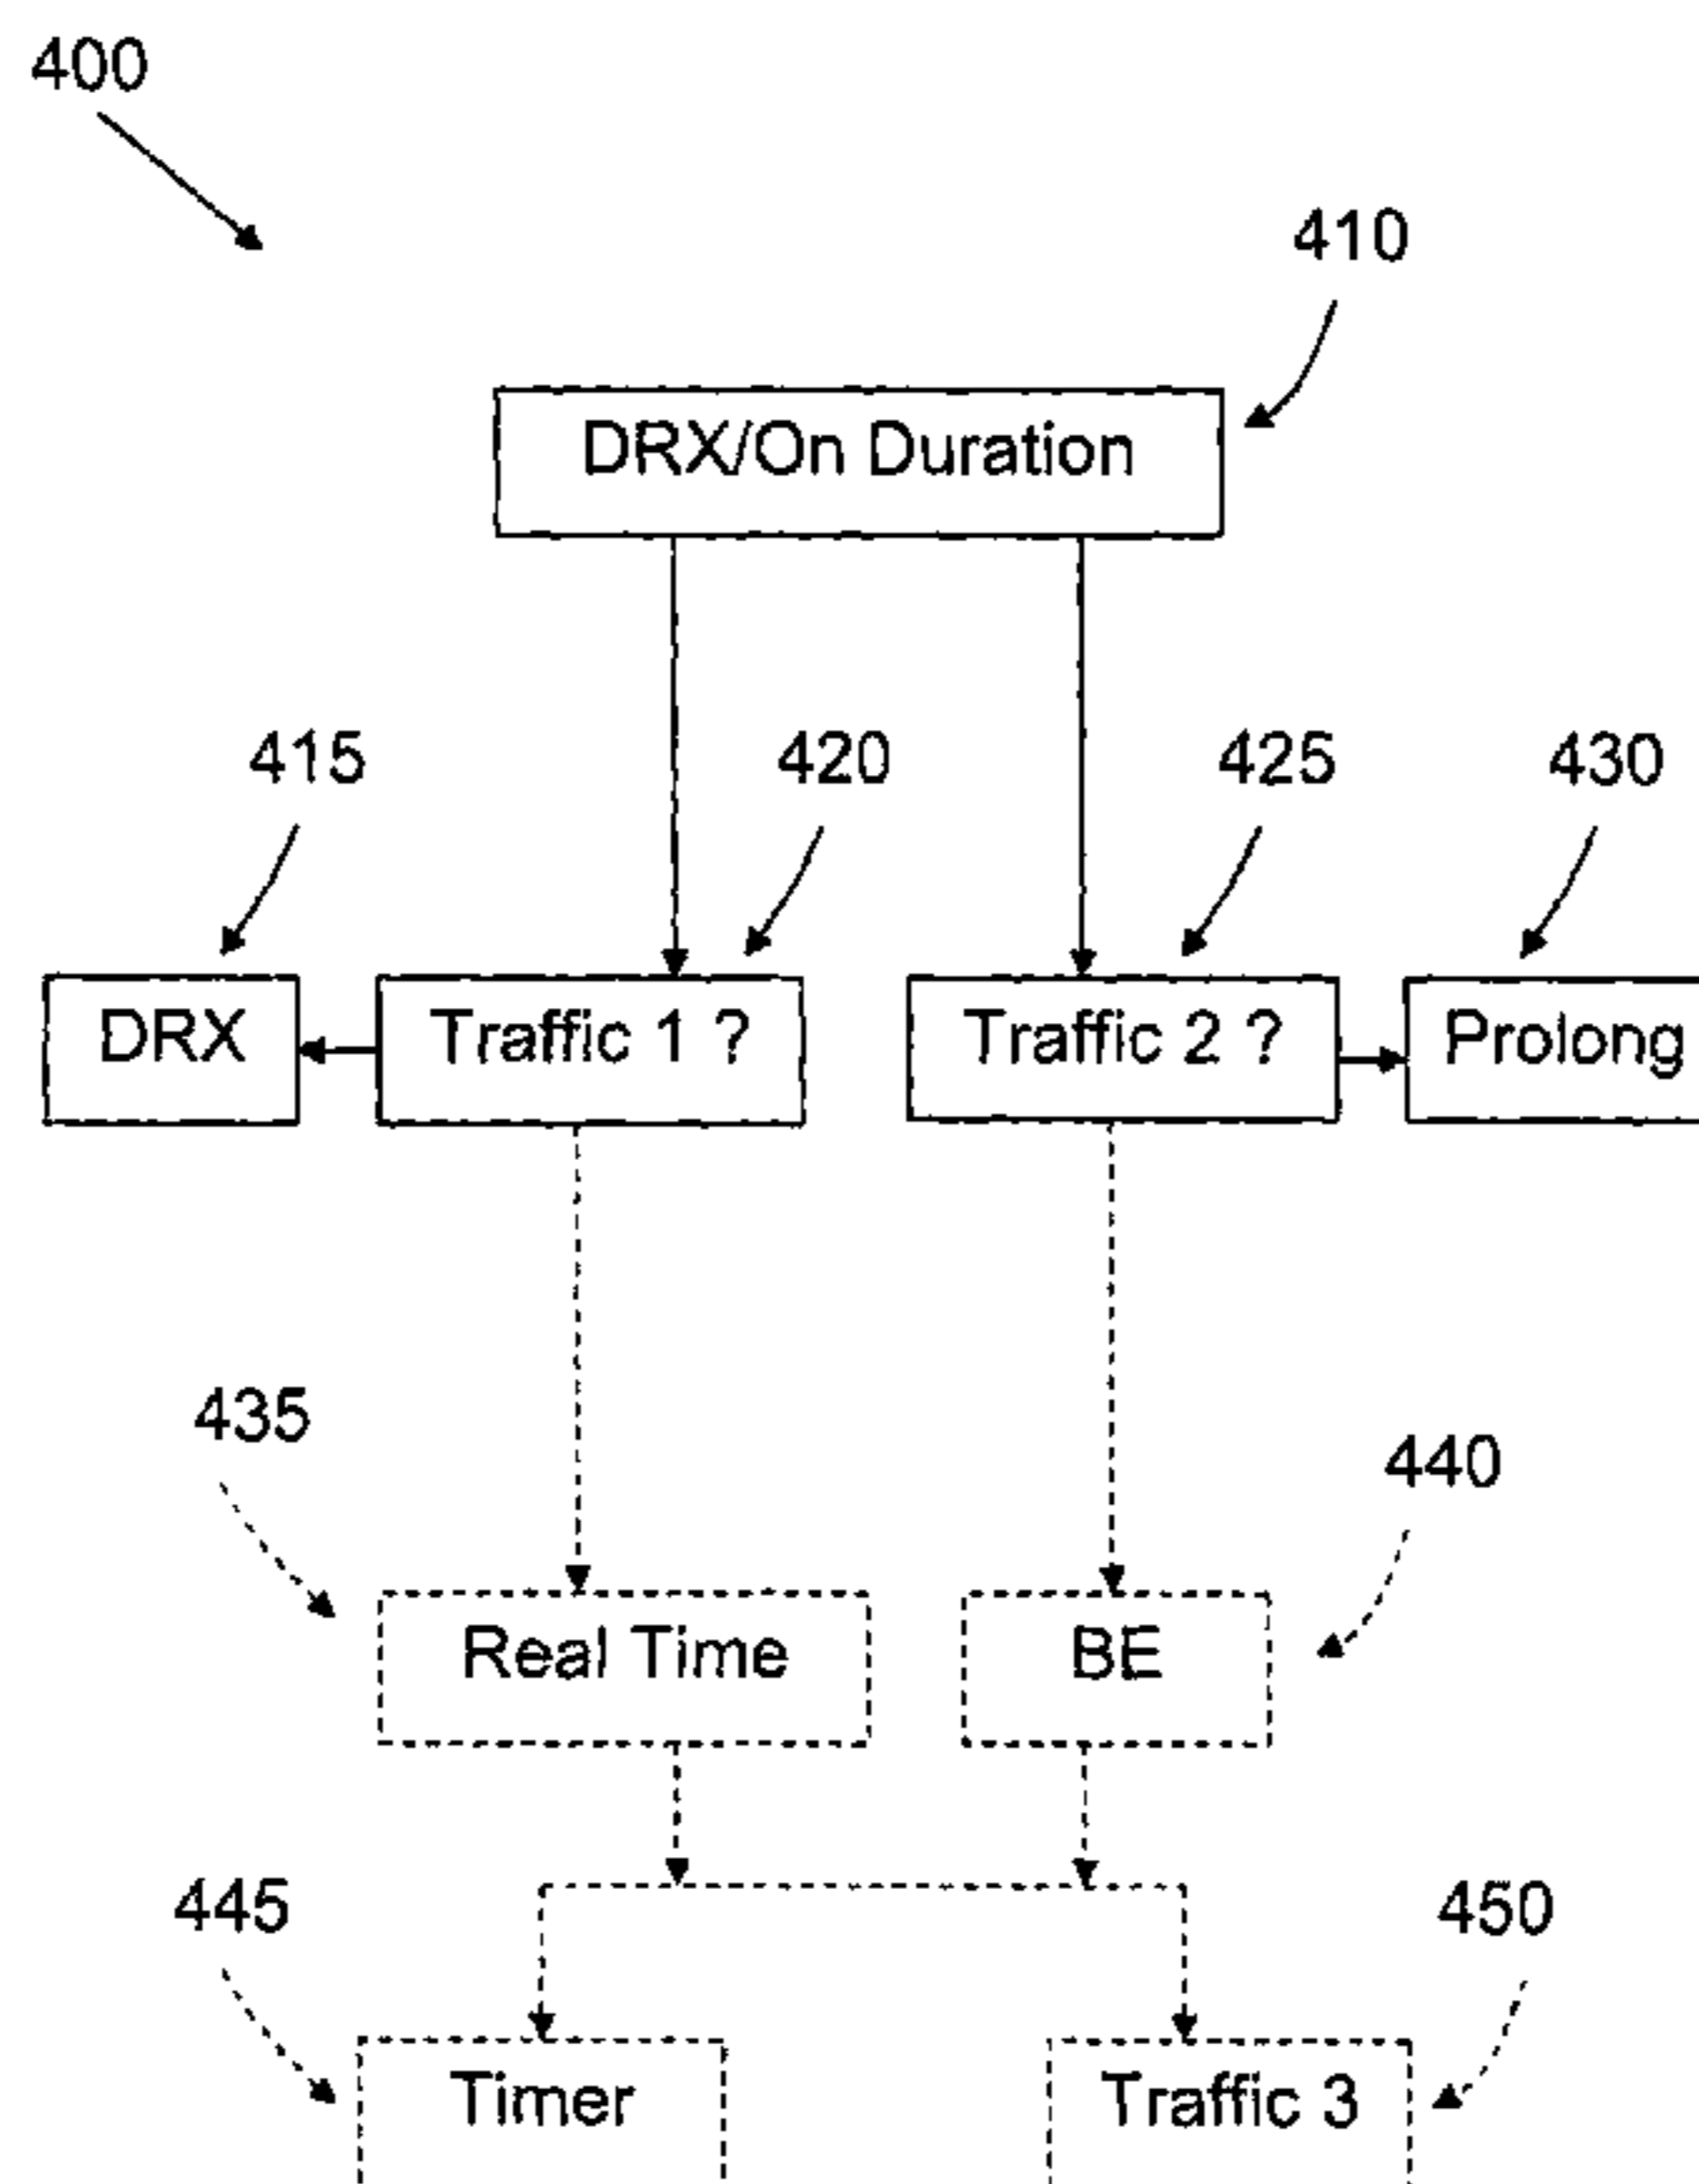 400
410
DRX/On Duration
415
420
425
430
DRX
Traffic 1 ?
Traffic 2 ?
Prolong
435
440
Real Time
BE
445
450
Timer
Traffic 3